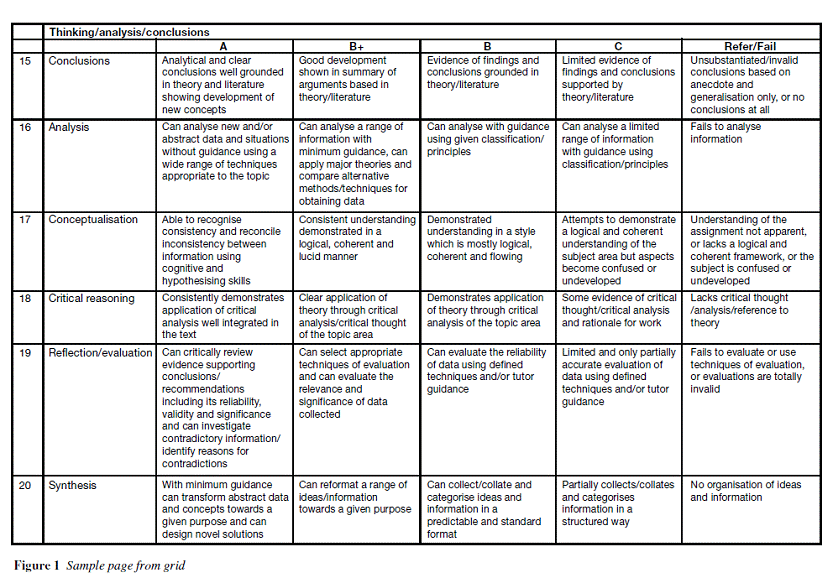 Thinking/analysis/conclusions
A B+ B C Refer/Fail
15 Conclusions
Analytical and clear
conclusions well grounded
in theory and literature
showing development of
new concepts
Good development
shown in summary of
arguments based in
theory/literature
Evidence of findings and
conclusions grounded in
theory/literature
Limited evidence of
findings and conclusions
supported by
theory/literature
Unsubstantiated/invalid
conclusions based on
anecdote and
generalisation only, or no
conclusions at all
16 Analysis
Can analyse new and/or
abstract data and situations
without guidance using a
wide range of techniques
appropriate to the topic
Can analyse a range of
information with
minimum guidance, can
apply major theories and
compare alternative
methods/techniques for
obtaining data
Can analyse with guidance
using given classification/
principles
Can analyse a limited
range of information
with guidance using
classification/principles
Fails to analyse
information
17 Conceptualisation
Able to recognise
consistency and reconcile
inconsistency between
information using
cognitive and
hypothesising skills
Consistent understanding
demonstrated in a
logical, coherent and
lucid manner
Demonstrated
understanding in a style
which is mostly logical,
coherent and flowing
Attempts to demonstrate
a logical and coherent
understanding of the
subject area but aspects
become confused or
undeveloped
Understanding of the
assignment not apparent,
or lacks a logical and
coherent framework, or the
subject is confused or
undeveloped
18 Critical reasoning
Consistently demonstrates
application of critical
analysis well integrated in
the text
Clear application of
theory through critical
analysis/critical thought
of the topic area
Demonstrates application
of theory through critical
analysis of the topic area
Some evidence of critical
thought/critical analysis
and rationale for work
Lacks critical thought
/analysis/reference to
theory
19 Reflection/evaluation
Can critically review
evidence supporting
conclusions/
recommendations
including its reliability,
validity and significance
and can investigate
contradictory information/
identify reasons for
contradictions
Can select appropriate
techniques of evaluation
and can evaluate the
relevance and
significance of data
collected
Can evaluate the reliability
of data using defined
techniques and/or tutor
guidance
Limited and only partially
accurate evaluation of
data using defined
techniques and/or tutor
guidance
Fails to evaluate or use
techniques of evaluation,
or evaluations are totally
invalid
20 Synthesis
With minimum guidance
can transform abstract data
and concepts towards a
given purpose and can
design novel solutions
Can reformat a range of
ideas/information
towards a given purpose
Can collect/collate and
categorise ideas and
information in a
predictable and standard
format
Partially collects/collates
and categorises
information in a
structured way
No organisation of ideas
and information
Figure 1 Sample page from grid